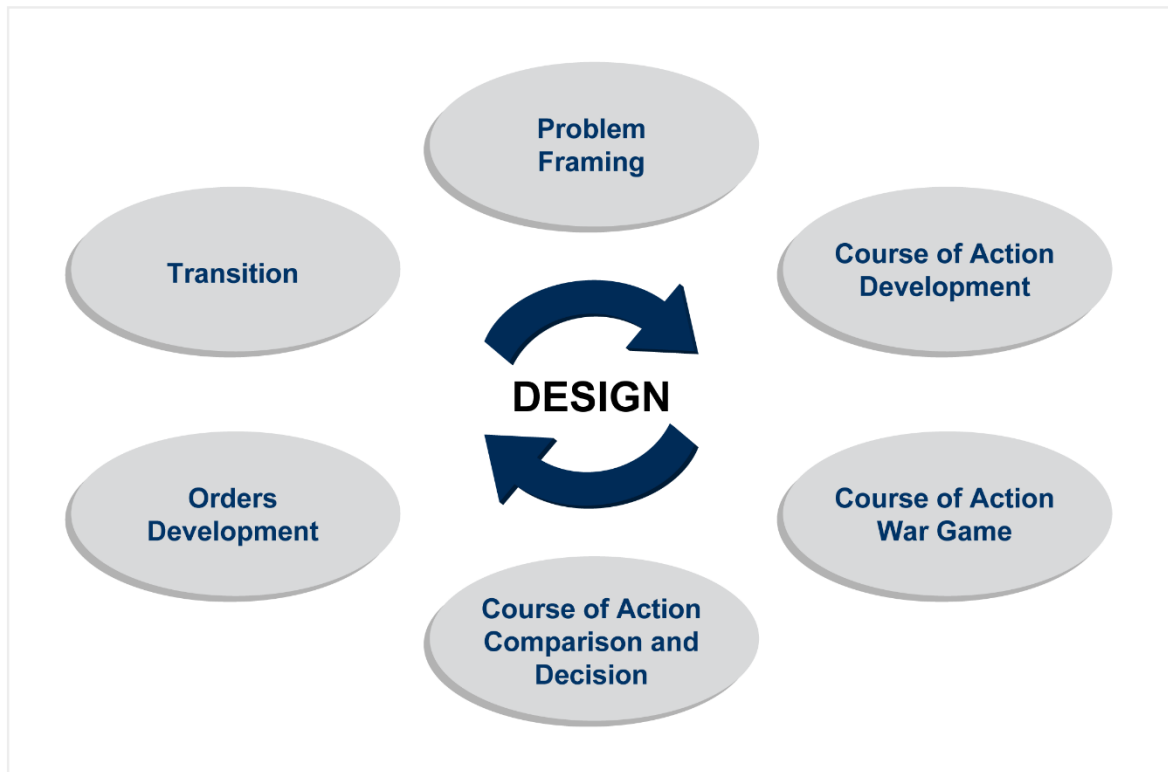 Problem
Framing
Course of Action
Development
Course of Action
War Game
Course of Action
Comparison and
Decision
Orders
Development
Transition
DESIGN